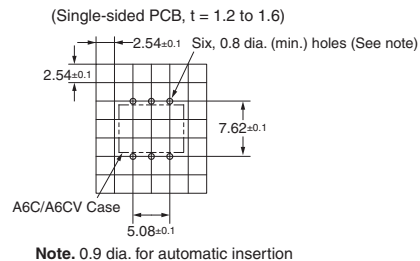 (Single-sided PCB, t = 1.2 to 1.6)
2.54±0.1
Six, 0.8 dia. (min.) holes (See note)
2.54±0.1
7.62±0.1
A6C/A6CV Case
5.08±0.1
Note. 0.9 dia. for automatic insertion